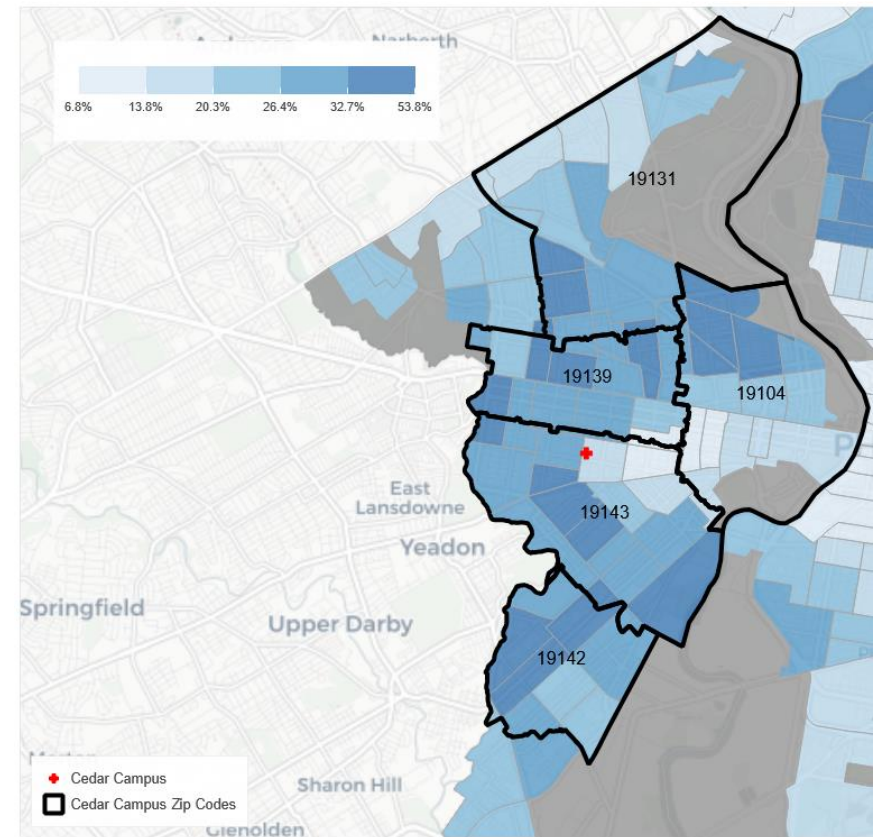 Narberth
6.8% 13.8% 20.3% 26.4% 32.7% 53.8%
19131
19139
19104
East
Lansdowne
19143
Yeadon
Springfield
Upper Darby
19142
Cedar Campus
Cedar Campus Zip Codes
Sharon Hill
Glenolden